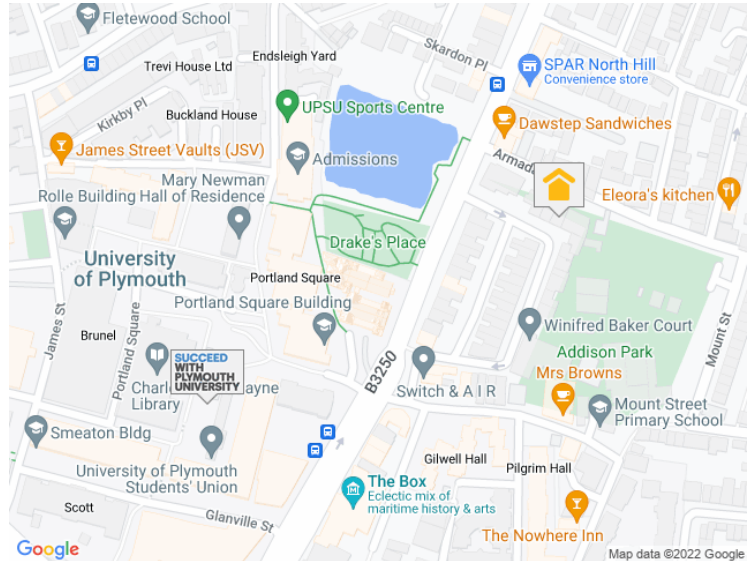 Fletewood School
Trevi House Ltd
Endsleigh Yard
Skardon Pl
SPAR North Hill
Convenience store
Kirkby Pl
Buckland House
UPSU Sports Centre
Dawstep Sandwiches
James Street Vaults (JSV)
Admissions
Armada
Mary Newman
Rolle Building Hall of Residence
Eleora's kitchen
Drake's Place
University
of Plymouth
Portland Square
Portland Square Building
Winifred Baker Court
James St
Brunel
Portland Square
B3250
Addison Park
Mount St
SUCCEED
WITH
PLYMOUTH
UNIVERSITY
Mrs Browns
Switch & A I R
Library
Mount Street
Primary School
Smeaton Bldg
University of Plymouth
Students' Union
Gilwell Hall
Pilgrim Hall
The Box
Eclectic mix of
maritime history & arts
Scott
Glanville St
The Nowhere Inn
Google
Map data ©2022 Google